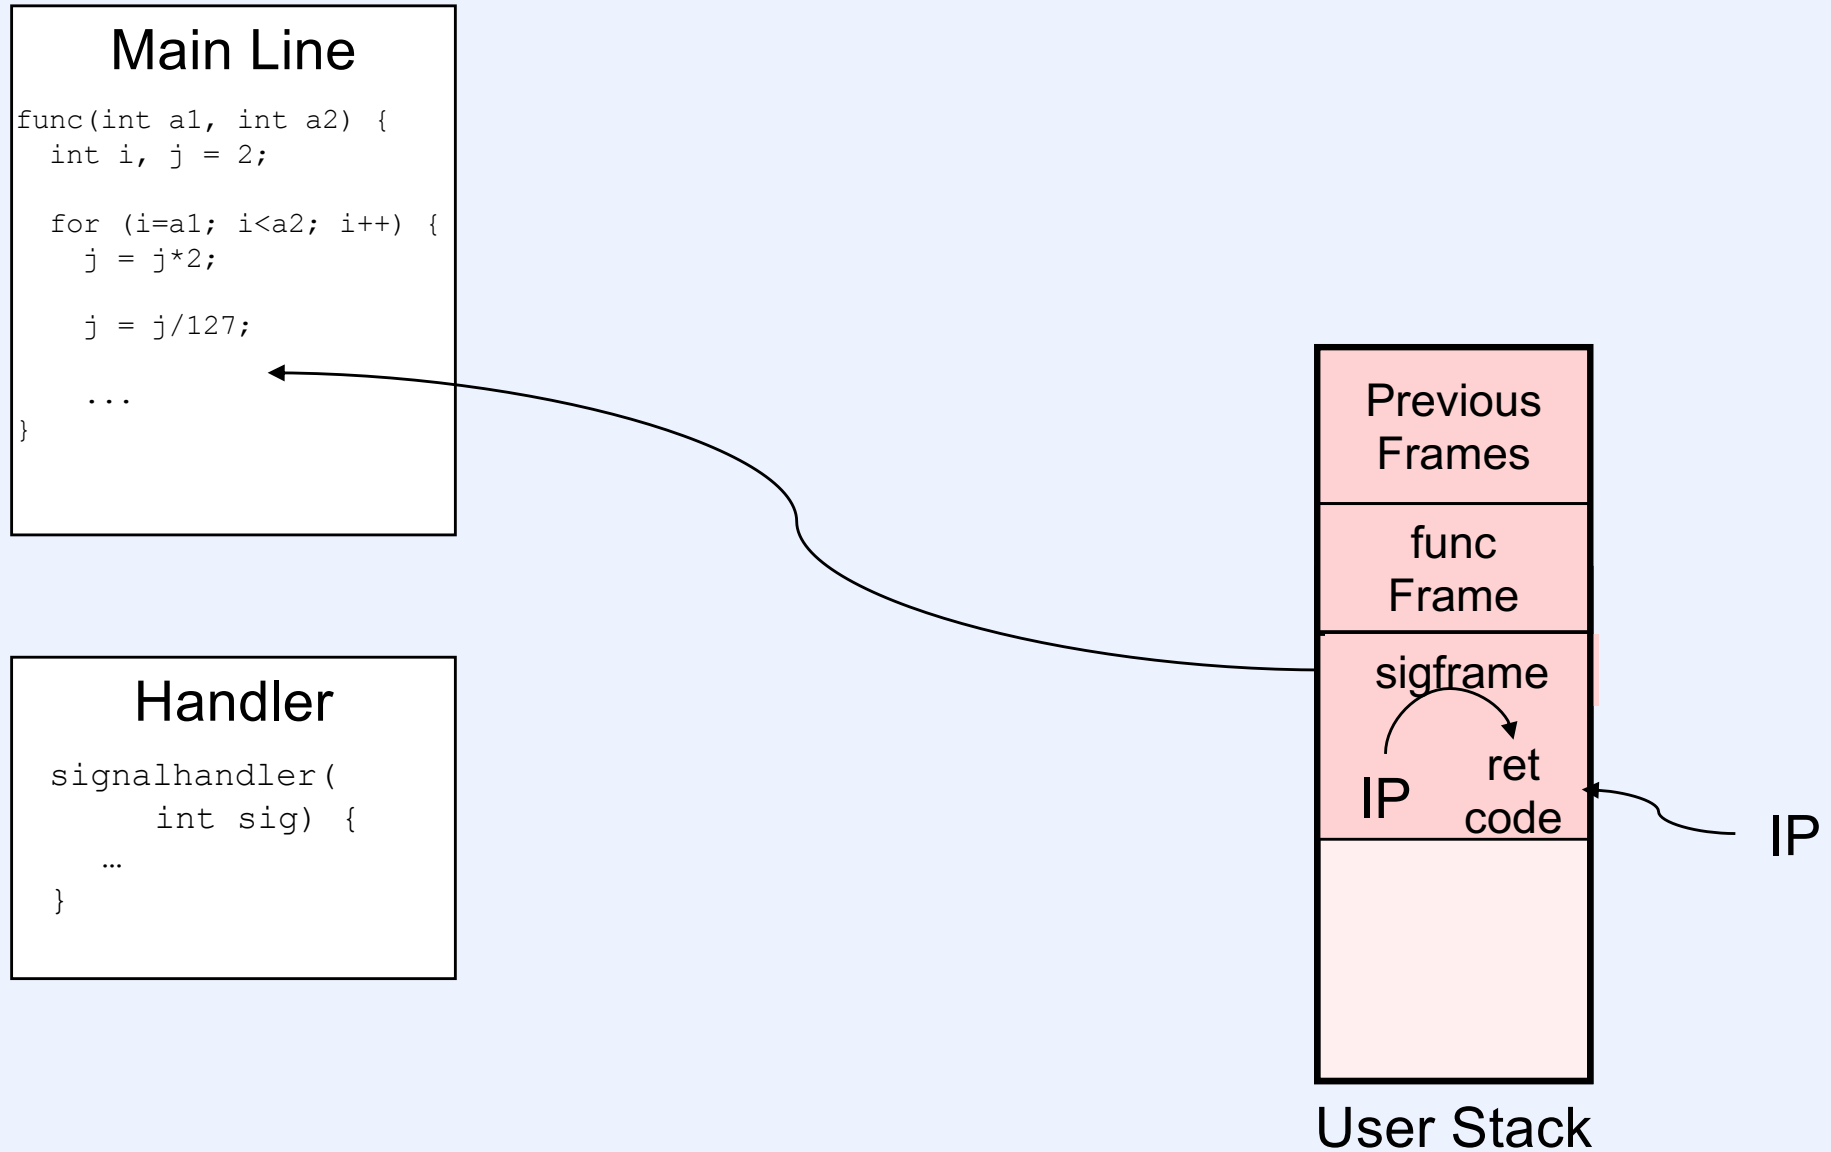 Main Line
func(int a1, int a2) {
  int i, j = 2;
  for (i=a1; i<a2; i++) {
    j = j*2;
    j = j/127;
    ...
}
Handler
signalhandler(
      int sig) {
   …
}
Previous
Frames
func
Frame
sigframe
IP
ret
code
IP
User Stack